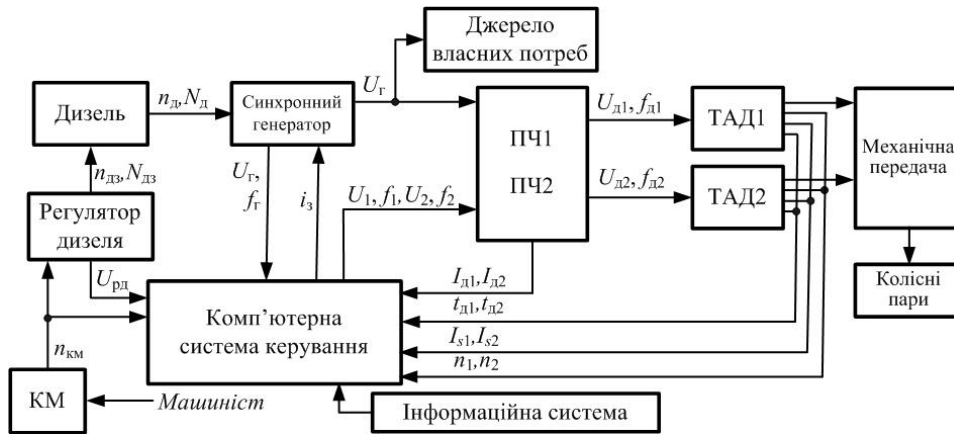 Джерело
власних потреб
Дизель
nд,Nд
Синхронний
генератор
Uг
ПЧ1
ПЧ2
Uд1, fд1
ТАД1
Механічна
передача
nдз,Nдз
Uг,
fг
iз
U1, f1, U2, f2
Uд2, fд2
ТАД2
Регулятор
дизеля
Uрд
Комп’ютерна
система керування
Iд1,Iд2
tд1,tд2
Is1,Is2
n1,n2
Колісні
пари
nкм
КМ
Машиніст
Інформаційна система